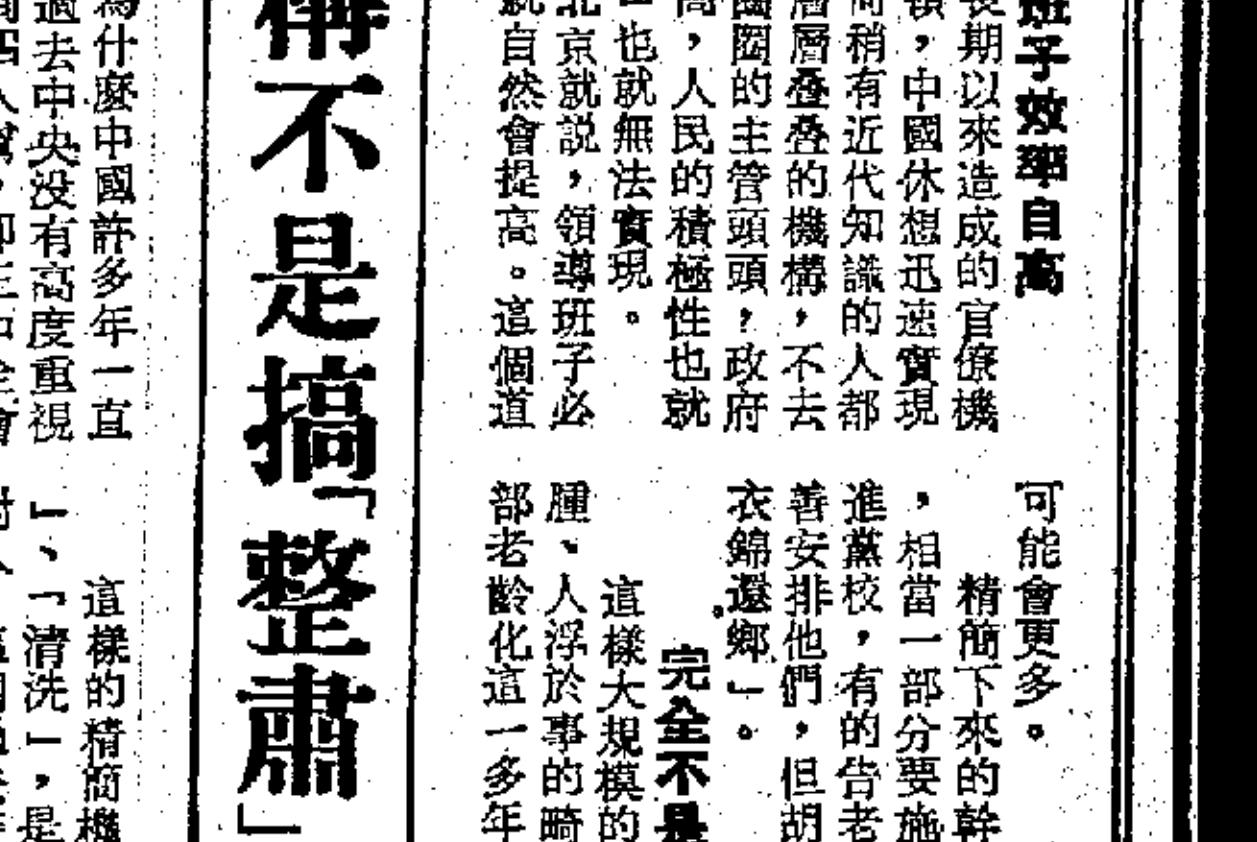 班子效率自高
長期以來造成的官僚機
，中國休想迅速實現
稍有近代知識的人都
層層叠叠的機構，不去
圈圈的主管頭頭，政府
高，人民的積極性也就
也就無法實現。
北京就説，領導班子必
就自然會提高。這個道
可能會更多。
精簡下來的幹
，相當一部分要施
進黨校，有的告老
善安排他們，但胡
衣錦還鄉」。
完全不是
這樣大規模的
腫、人浮於事的畸
部老齡化這一多年
構不是搞「整肅」
為什麼中國許多年一直
過去中央没有高度重視
這樣的精簡機
」、「清洗」，是